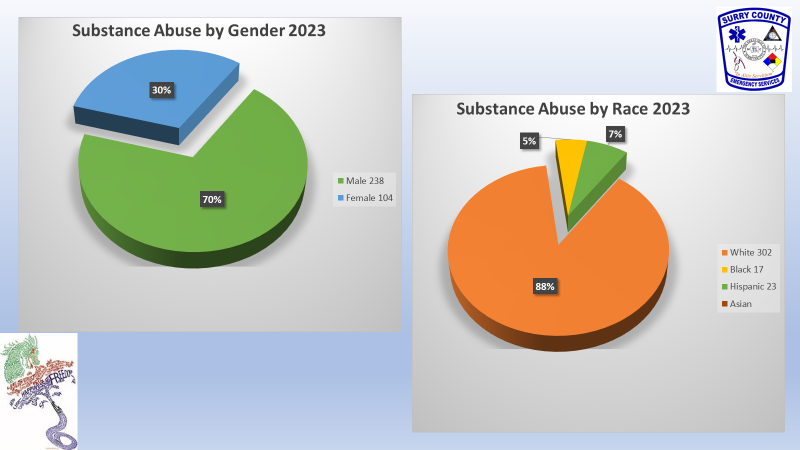 Substance Abuse by Gender 2023
30%
70%
Male 238
Female 104
SURRY COUNTY
EMERGENCY SERVICES
Substance Abuse by Race 2023
5%
7%
88%
White 302
Black 17
Hispanic 23
Asian